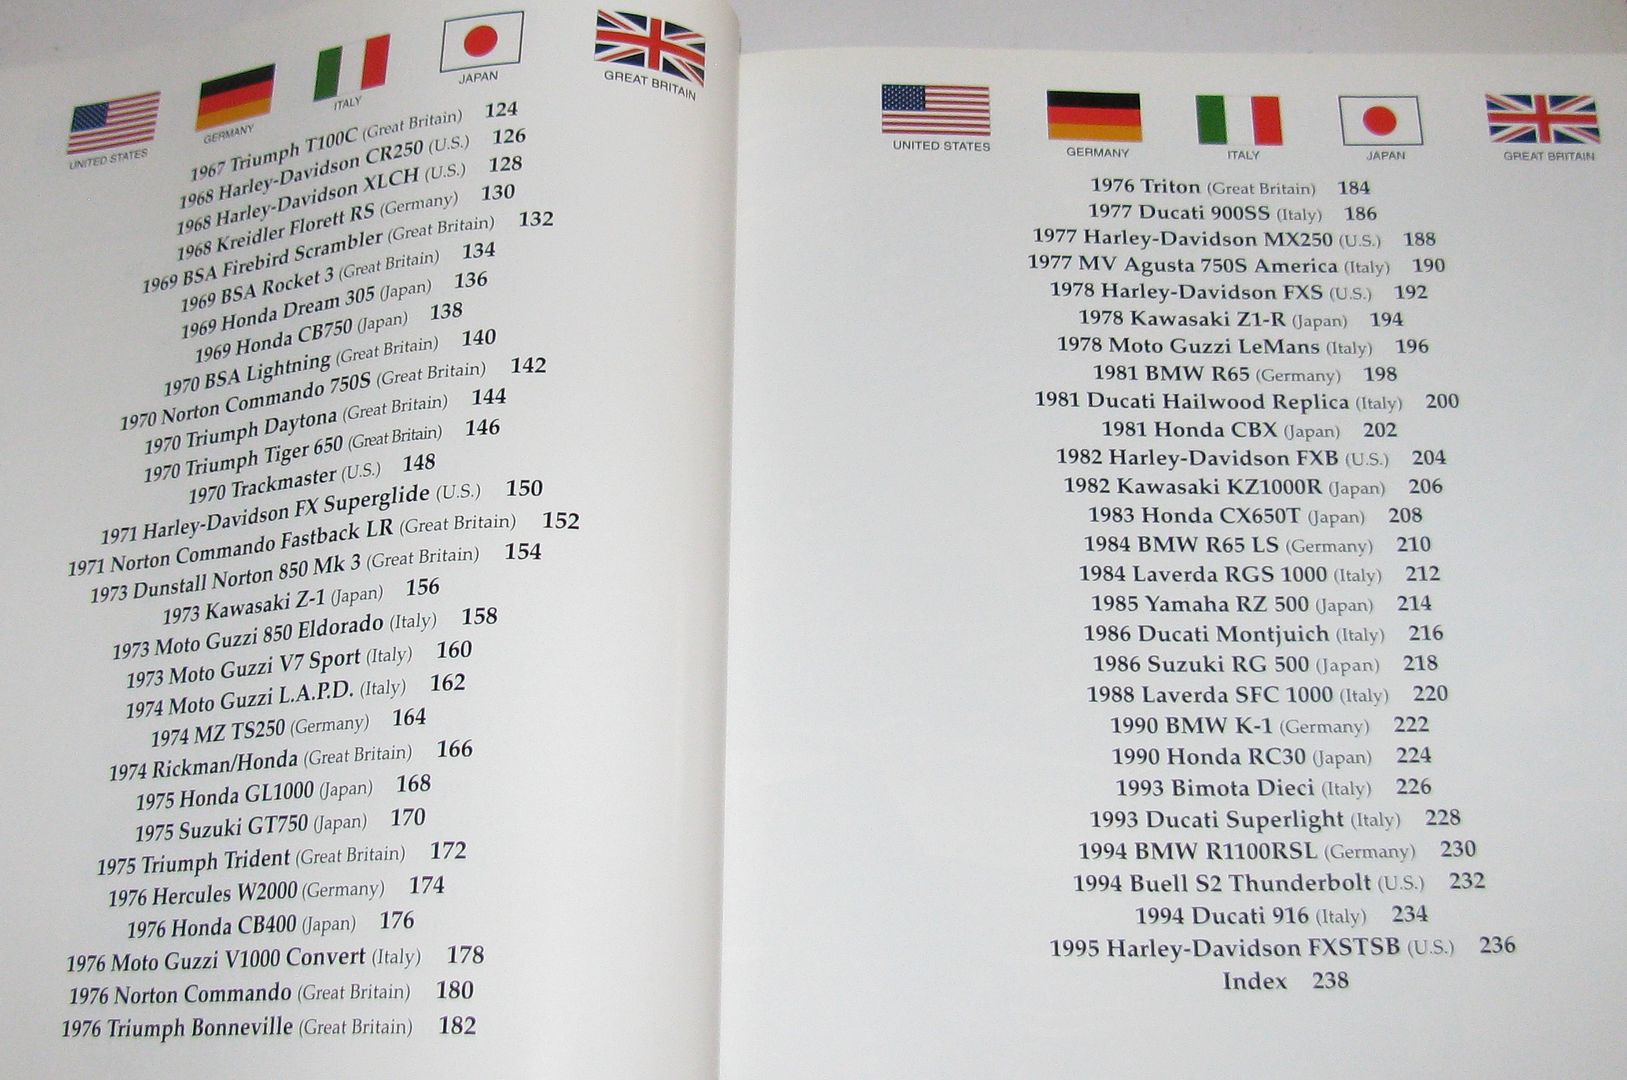 UNITED STATES
GERMANY
ITALY
JAPAN
GREAT BRITAIN
1967 Triumph T100C (Great Britain) 124
1968 Harley-Davidson CR250 (U.S.) 126
1968 Harley-Davidson XLCH (U.S.) 128
1968 Kreidler Florett RS (Germany) 130
1969 BSA Firebird Scrambler (Great Britain) 132
1969 BSA Rocket 3 (Great Britain) 134
1969 Honda Dream 305 (Japan) 136
1969 Honda CB750 (Japan) 138
1970 BSA Lightning (Great Britain) 140
1970 Norton Commando 750S (Great Britain) 142
1970 Triumph Daytona (Great Britain) 144
1970 Triumph Tiger 650 (Great Britain) 146
1970 Trackmaster (U.S.) 148
1971 Harley-Davidson FX Superglide (U.S.) 150
1971 Norton Commando Fastback LR (Great Britain) 152
1973 Dunstall Norton 850 Mk 3 (Great Britain) 154
1973 Kawasaki Z-1 (Japan) 156
1973 Moto Guzzi 850 Eldorado (Italy) 158
1973 Moto Guzzi V7 Sport (Italy) 160
1974 Moto Guzzi L.A.P.D. (Italy) 162
1974 MZ TS250 (Germany) 164
1974 Rickman/Honda (Great Britain) 166
1975 Honda GL1000 (Japan) 168
1975 Suzuki GT750 (Japan) 170
1975 Triumph Trident (Great Britain) 172
1976 Hercules W2000 (Germany) 174
1976 Honda CB400 (Japan) 176
1976 Moto Guzzi V1000 Convert (Italy) 178
1976 Norton Commando (Great Britain) 180
1976 Triumph Bonneville (Great Britain) 182
UNITED STATES
GERMANY
ITALY
JAPAN
GREAT BRITAIN
1976 Triton (Great Britain) 184
1977 Ducati 900SS (Italy) 186
1977 Harley-Davidson MX250 (U.S.) 188
1977 MV Agusta 750S America (Italy) 190
1978 Harley-Davidson FXS (U.S.) 192
1978 Kawasaki Z1-R (Japan) 194
1978 Moto Guzzi LeMans (Italy) 196
1981 BMW R65 (Germany) 198
1981 Ducati Hailwood Replica (Italy) 200
1981 Honda CBX (Japan) 202
1982 Harley-Davidson FXB (U.S.) 204
1982 Kawasaki KZ1000R (Japan) 206
1983 Honda CX650T (Japan) 208
1984 BMW R65 LS (Germany) 210
1984 Laverda RGS 1000 (Italy) 212
1985 Yamaha RZ 500 (Japan) 214
1986 Ducati Montjuich (Italy) 216
1986 Suzuki RG 500 (Japan) 218
1988 Laverda SFC 1000 (Italy) 220
1990 BMW K-1 (Germany) 222
1990 Honda RC30 (Japan) 224
1993 Bimota Dieci (Italy) 226
1993 Ducati Superlight (Italy) 228
1994 BMW R1100RSL (Germany) 230
1994 Buell S2 Thunderbolt (U.S.) 232
1994 Ducati 916 (Italy) 234
1995 Harley-Davidson FXSTSB (U.S.) 236
Index 238